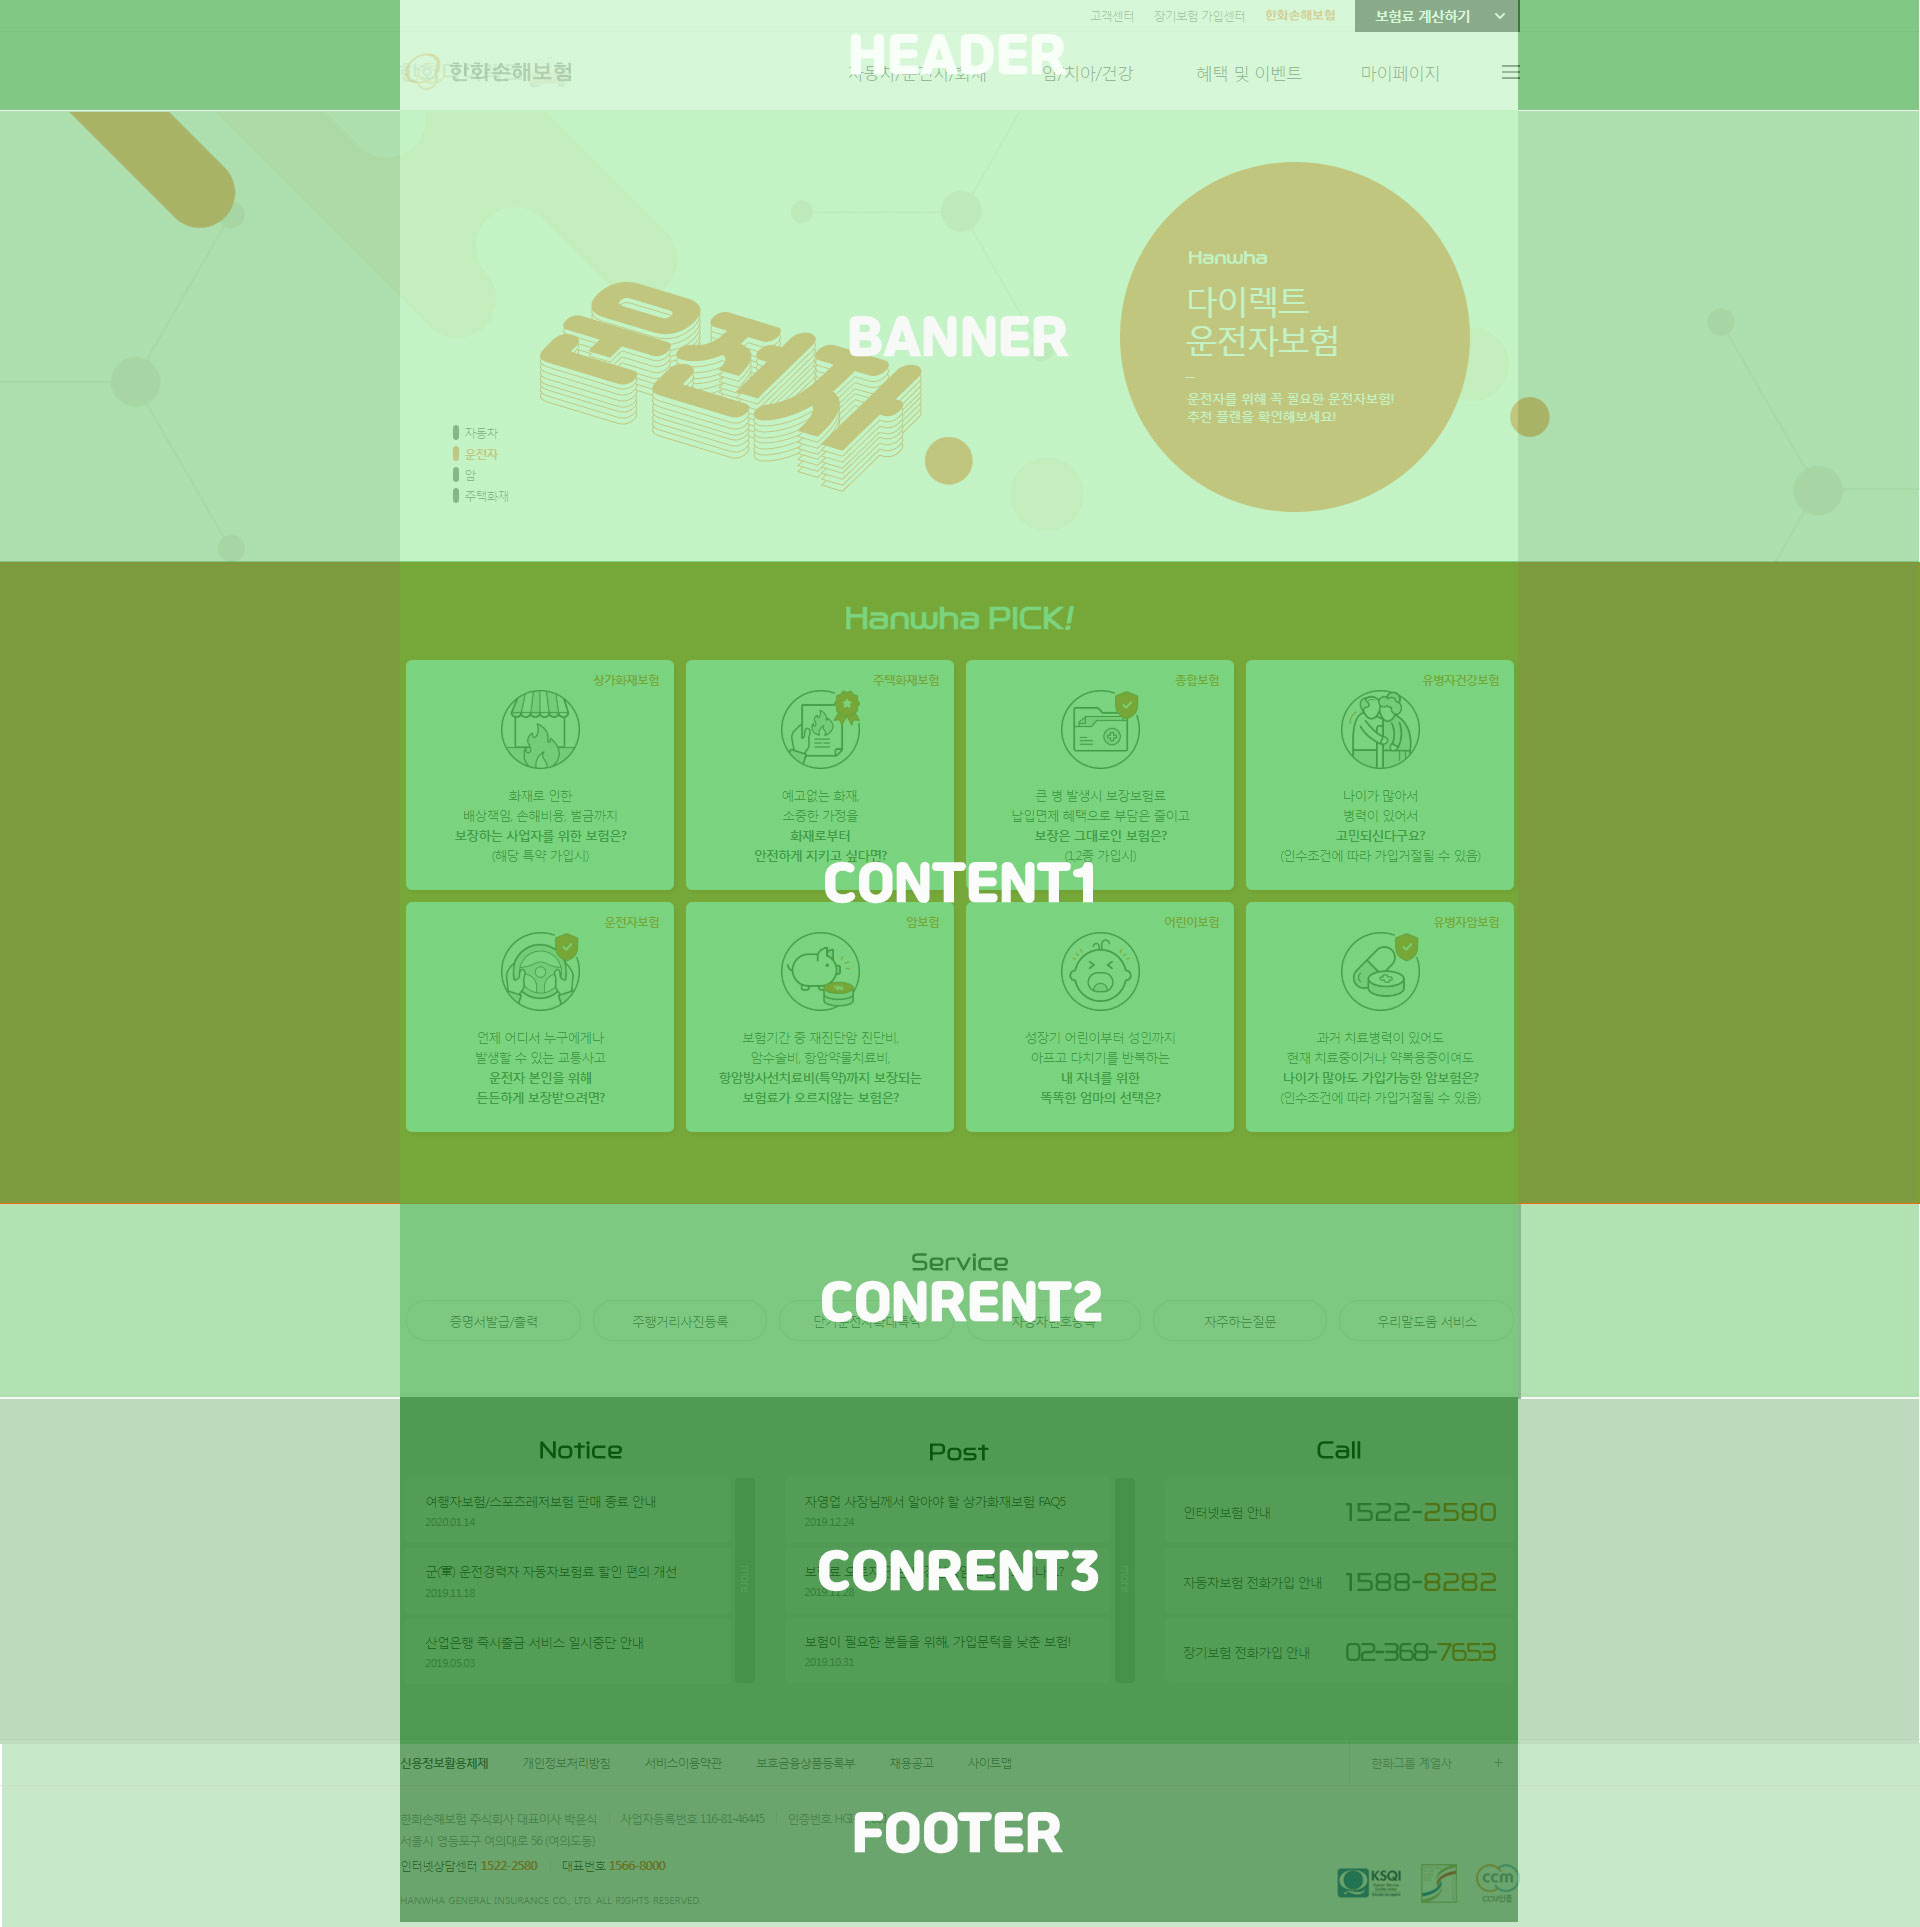 고객센터 장기보험 가입센터 한화손해보험 보험료 계산하기
HEADER
한화손해보험 자동차/운전자/화재 암/치아/건강 혜택 및 이벤트 마이페이지
운전자
BANNER
Hanwha
다이렉트
운전자보험
운전자를 위해 꼭 필요한 운전자보험!
추천 플랜을 확인해보세요!
자동차
운전자
암
주택화재
Hanwha PICK!
상가화재보험
화재로 인한
배상책임, 손해비용, 벌금까지
보장하는 사업자를 위한 보험은?
(해당 특약 가입시)
주택화재보험
예고없는 화재,
소중한 가정을
화재로부터
안전하게 지키고 싶다면?
종합보험
큰 병 발생시 보장보험료
납입면제 혜택으로 부담은 줄이고
보장은 그대로인 보험은?
(1,2종 가입시)
유병자건강보험
나이가 많아서
병력이 있어서
고민되신다구요?
(인수조건에 따라 가입거절될 수 있음)
CONTENT1
운전자보험
언제 어디서 누구에게나
발생할 수 있는 교통사고
운전자 본인을 위해
든든하게 보장받으려면?
암보험
보험기간 중 재진단암 진단비,
암수술비, 항암약물치료비,
항암방사선치료비(특약)까지 보장되는
보험료가 오르지않는 보험은?
어린이보험
성장기 어린이부터 성인까지
아프고 다치기를 반복하는
내 자녀를 위한
똑똑한 엄마의 선택은?
유병자암보험
과거 치료병력이 있어도
현재 치료중이거나 약복용중이여도
나이가 많아도 가입가능한 암보험은?
(인수조건에 따라 가입거절될 수 있음)
Service
CONRENT2
증명서발급/출력 주행거리사진등록 단기운전자확대특약 자동차번호등록 자주하는질문 우리말도움 서비스
Notice
여행자보험/스포츠레저보험 판매 종료 안내
2020.01.14
군(軍) 운전경력자 자동차보험료 할인 편의 개선
2019.11.18
산업은행 즉시출금 서비스 일시중단 안내
2019.05.03
more
Post
자영업 사장님께서 알아야 할 상가화재보험 FAQ5
2019.12.24
2019.11.28
보험이 필요한 분들을 위해, 가입문턱을 낮춘 보험!
2019.10.31
more
CONRENT3
Call
인터넷보험 안내 1522-2580
자동차보험 전화가입 안내 1588-8282
장기보험 전화가입 안내 02-368-7653
신용정보활용체제 개인정보처리방침 서비스이용약관 보호금융상품등록부 채용공고 사이트맵 한화그룹 계열사 +
한화손해보험 주식회사 대표이사 박윤식 사업자등록번호 116-81-46445 인증번호
FOOTER
서울시 영등포구 여의대로 56 (여의도동)
인터넷상담센터 1522-2580 대표번호 1566-8000
HANWHA GENERAL INSURANCE CO., LTD. ALL RIGHTS RESERVED.
KSQI
ccm
CCM인증